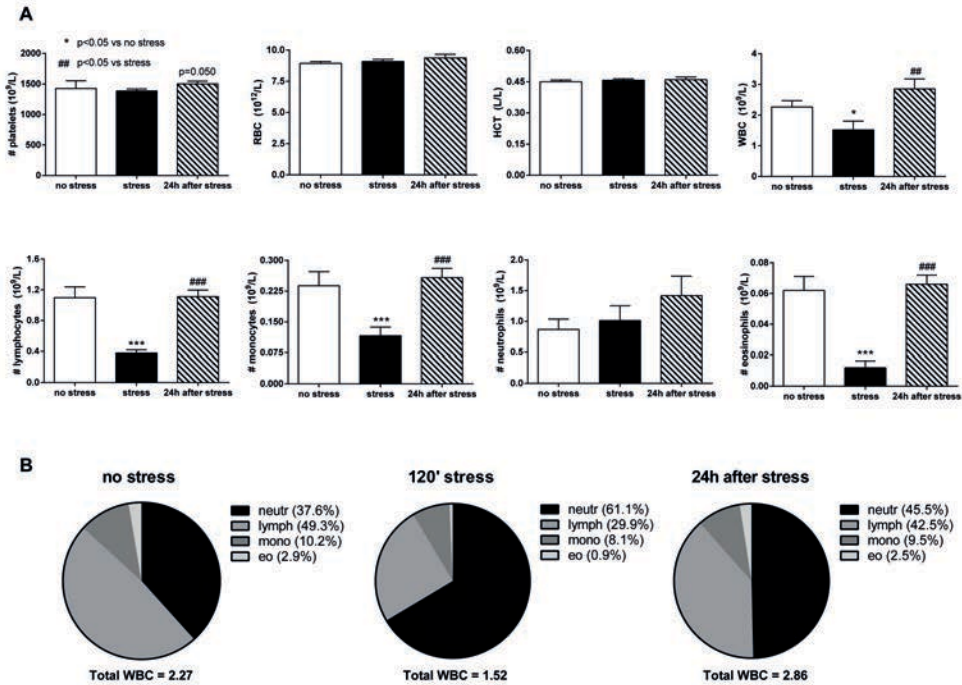 A
* p<0.05 vs no stress
## p<0.05 vs stress
p=0.050
# platelets (10⁹/L)
2000
1500
1000
500
0
no stress stress 24h after stress
RBC (10¹²/L)
10.0
7.5
5.0
2.5
0.0
no stress stress 24h after stress
HCT (L/L)
0.60
0.45
0.30
0.15
0.00
no stress stress 24h after stress
WBC (10⁹/L)
4
3
2
1
0
*
##
no stress stress 24h after stress
# lymphocytes (10⁹/L)
1.6
1.2
0.8
0.4
0.0
***
###
no stress stress 24h after stress
# monocytes (10⁹/L)
0.300
0.225
0.150
0.075
0.000
***
###
no stress stress 24h after stress
# neutrophils (10⁹/L)
2.0
1.5
1.0
0.5
0.0
no stress stress 24h after stress
# eosinophils (10⁹/L)
0.08
0.06
0.04
0.02
0.00
***
###
no stress stress 24h after stress
B
no stress
neutr (37.6%)
lymph (49.3%)
mono (10.2%)
eo (2.9%)
Total WBC = 2.27
120' stress
neutr (61.1%)
lymph (29.9%)
mono (8.1%)
eo (0.9%)
Total WBC = 1.52
24h after stress
neutr (45.5%)
lymph (42.5%)
mono (9.5%)
eo (2.5%)
Total WBC = 2.86